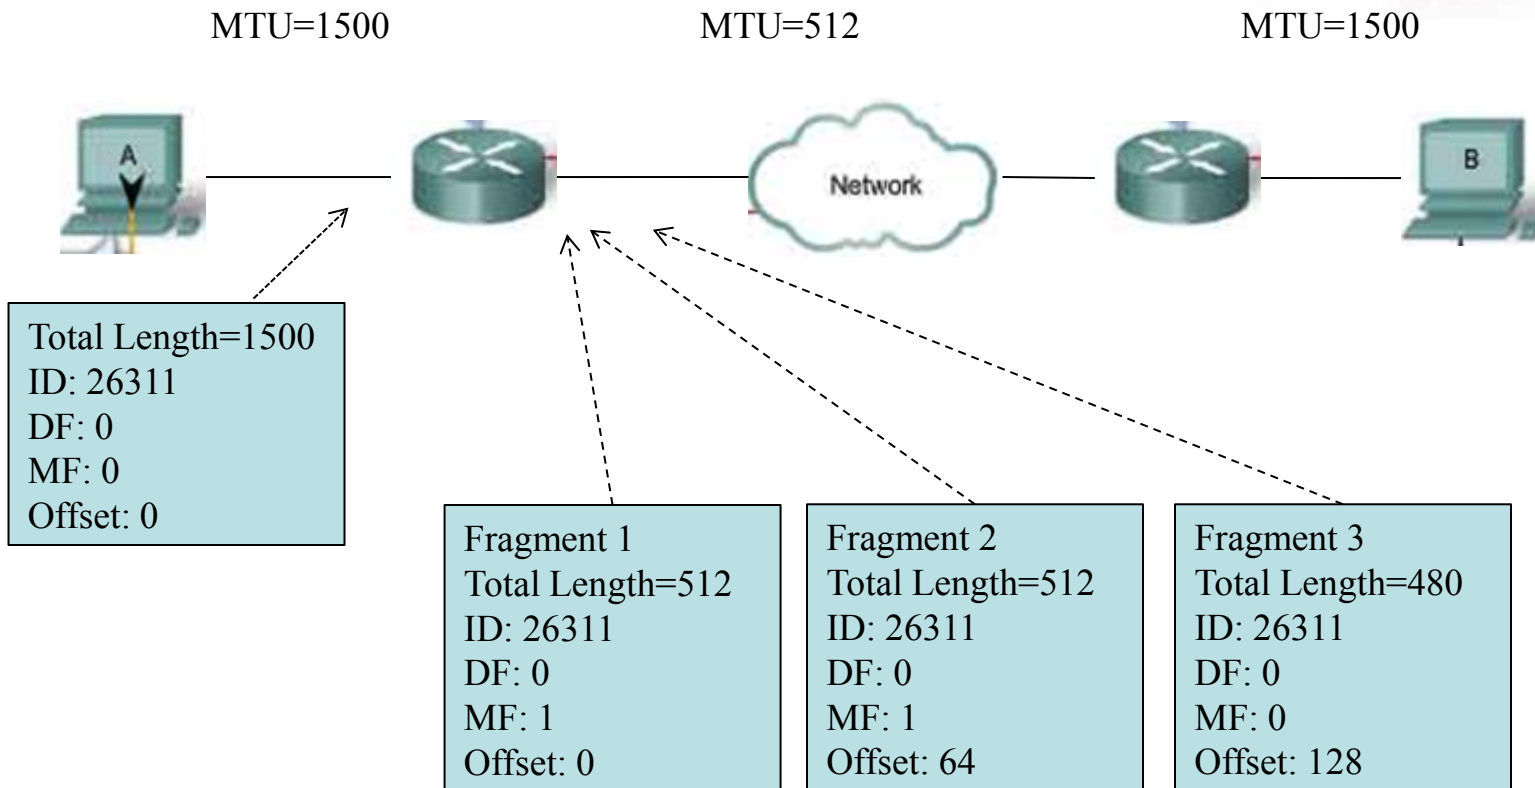 MTU=1500
MTU=512
MTU=1500
A
Network
B
Total Length=1500
ID: 26311
DF: 0
MF: 0
Offset: 0
Fragment 1
Total Length=512
ID: 26311
DF: 0
MF: 1
Offset: 0
Fragment 2
Total Length=512
ID: 26311
DF: 0
MF: 1
Offset: 64
Fragment 3
Total Length=480
ID: 26311
DF: 0
MF: 0
Offset: 128